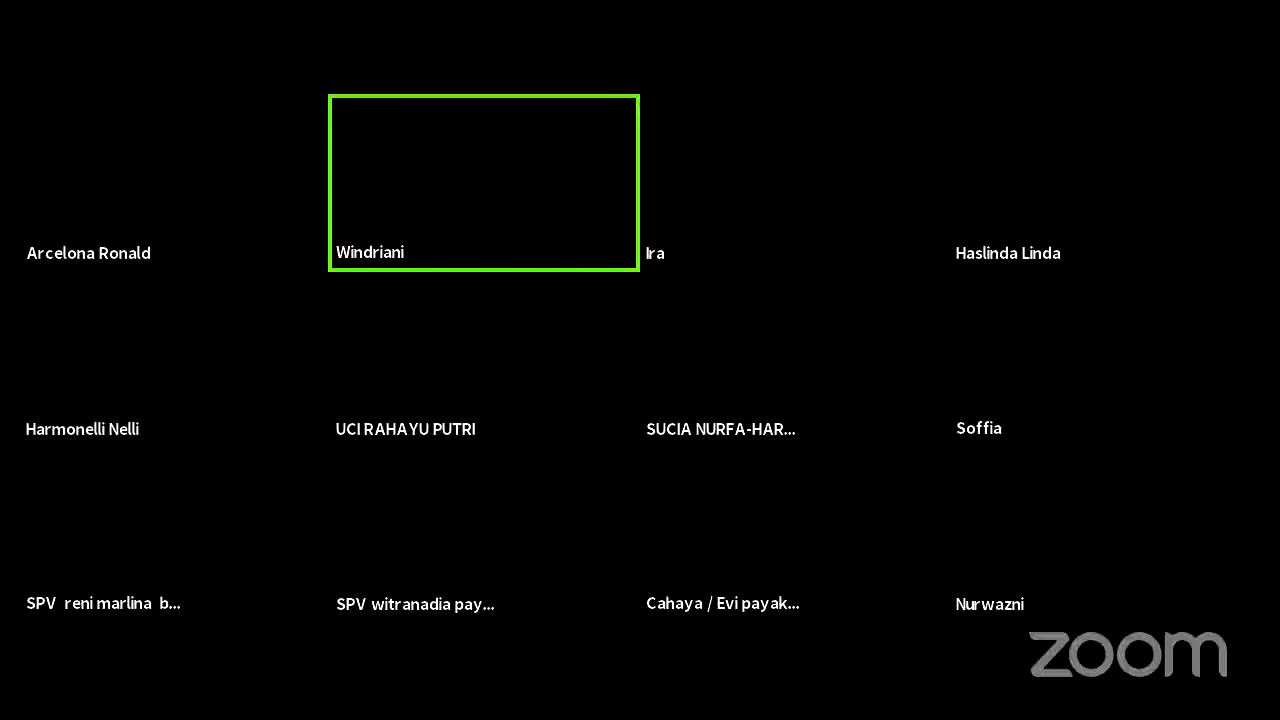 Arcelona Ronald
Windriani
Ira
Haslinda Linda
Harmonelli Nelli
UCI RAHAYU PUTRI
SUCIA NURFA-HAR...
Soffia
SPV reni marlina b...
SPV witranadia pay...
Cahaya / Evi payak...
Nurwazni
zoom